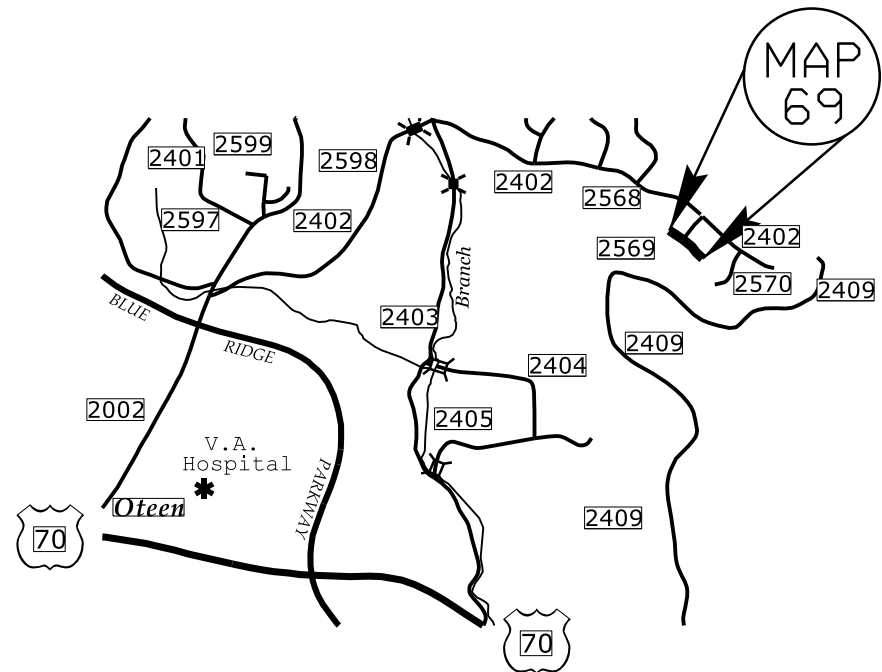 MAP
69
2599
2401
2598
2402
2568
2597
2402
2402
2569
2570
2409
BLUE
Branch
2403
RIDGE
2409
2404
2002
2405
V.A.
Hospital
PARKWAY
Oteen
2409
70
70